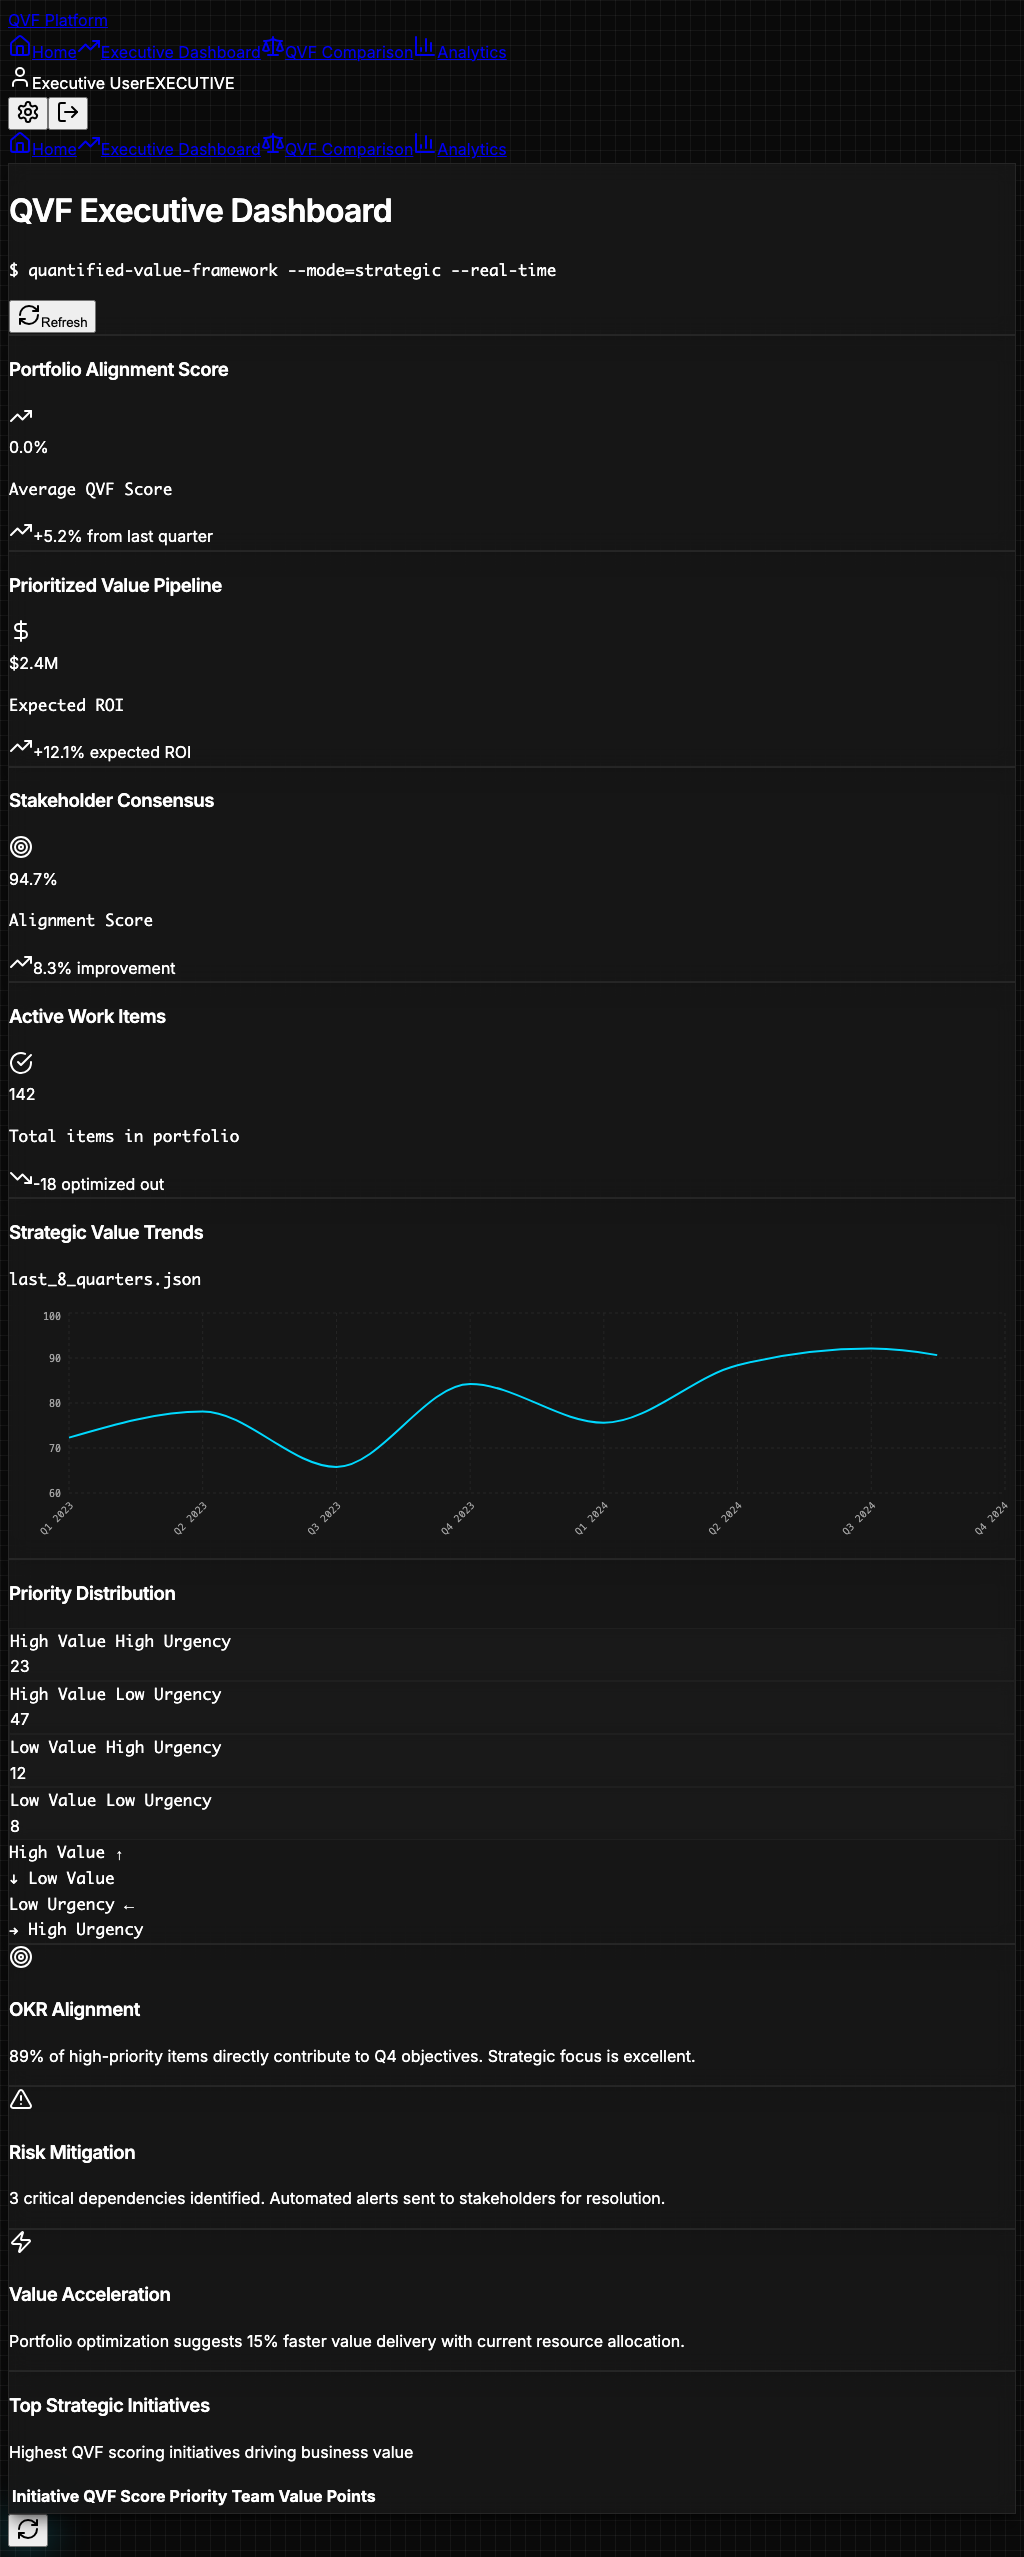 QVF Platform
Home Executive Dashboard QVF Comparison Analytics
Executive UserEXECUTIVE
Home Executive Dashboard QVF Comparison Analytics
QVF Executive Dashboard
$ quantified-value-framework --mode=strategic --real-time
Refresh
Portfolio Alignment Score
0.0%
Average QVF Score
+5.2% from last quarter
Prioritized Value Pipeline
$2.4M
Expected ROI
+12.1% expected ROI
Stakeholder Consensus
94.7%
Alignment Score
8.3% improvement
Active Work Items
142
Total items in portfolio
-18 optimized out
Strategic Value Trends
last_8_quarters.json
100
90
80
70
60
Q1 2023 Q2 2023 Q3 2023 Q4 2023 Q1 2024 Q2 2024 Q3 2024 Q4 2024
Priority Distribution
High Value High Urgency
23
High Value Low Urgency
47
Low Value High Urgency
12
Low Value Low Urgency
8
High Value ↑
↓ Low Value
Low Urgency ←
→ High Urgency
OKR Alignment
89% of high-priority items directly contribute to Q4 objectives. Strategic focus is excellent.
Risk Mitigation
3 critical dependencies identified. Automated alerts sent to stakeholders for resolution.
Value Acceleration
Portfolio optimization suggests 15% faster value delivery with current resource allocation.
Top Strategic Initiatives
Highest QVF scoring initiatives driving business value
Initiative QVF Score Priority Team Value Points